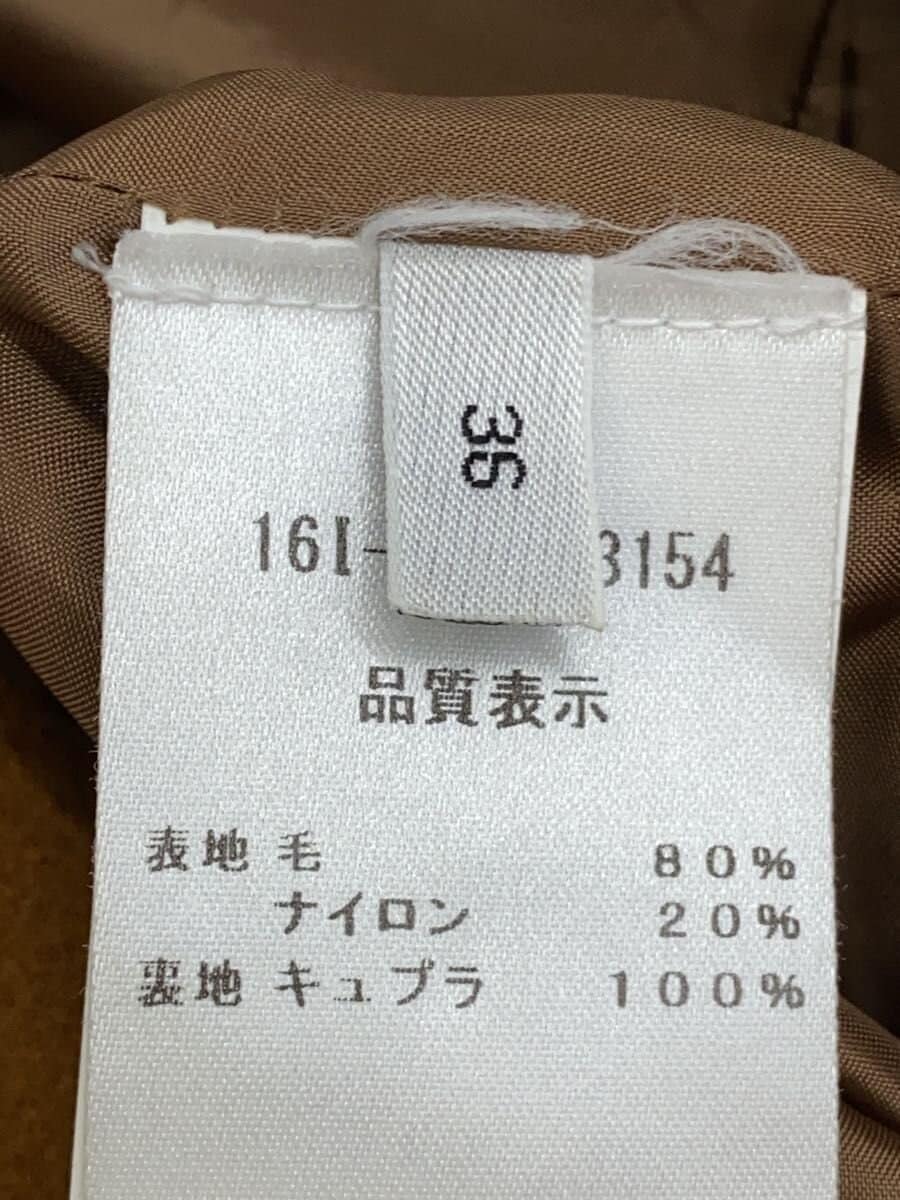 36
16I- 3154
品質表示
表地 毛 80%
ナイロン 20%
裏地 キュプラ 100%